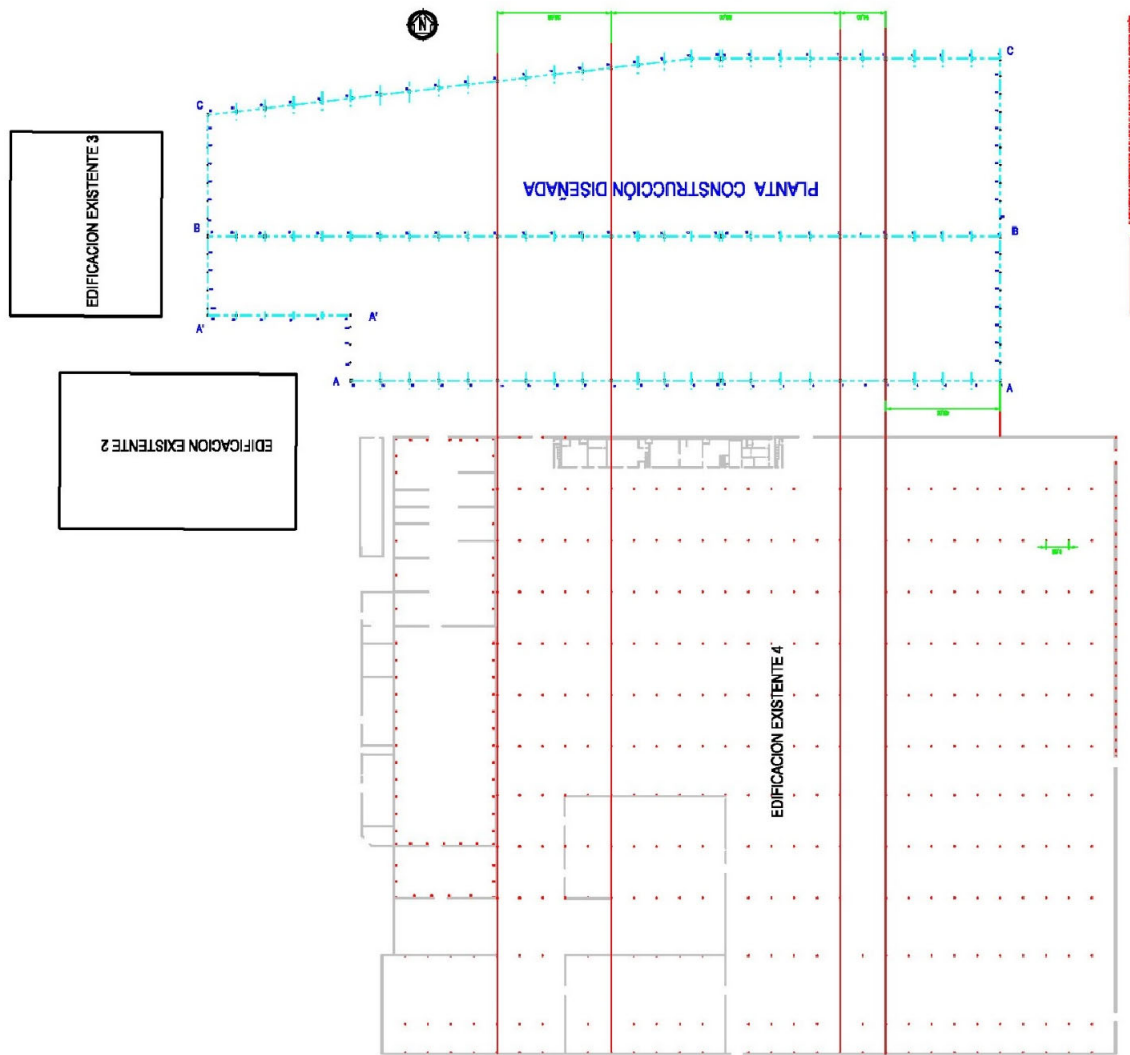 N
C
C
EDIFICACION EXISTENTE 3
PLANTA CONSTRUCCIÓN DISEÑADA
B
B
A'
A'
A
A
EDIFICACION EXISTENTE 2
EDIFICACION EXISTENTE 4